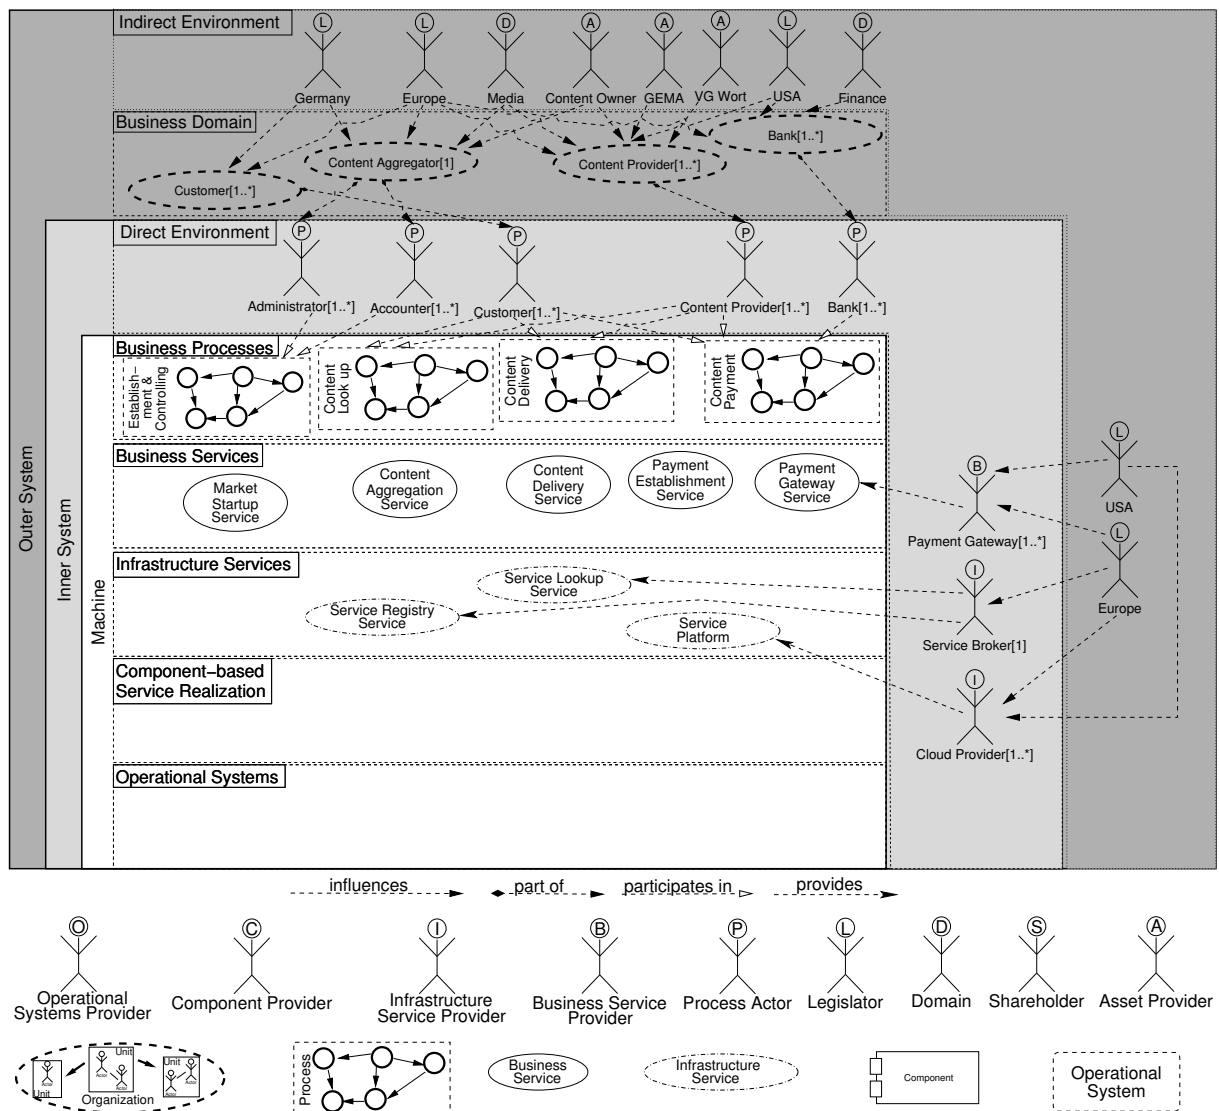 Indirect Environment
L
L
D
A
A
A
L
D
Germany
Europe
Media
Content Owner
GEMA
VG Wort
USA
Finance
Business Domain
Bank[1..*]
Content Aggregator[1]
Content Provider[1..*]
Customer[1..*]
Direct Environment
P
P
P
P
P
Administrator[1..*]
Accounter[1..*]
Customer[1..*]
Content Provider[1..*]
Bank[1..*]
Business Processes
Establish–
ment &
Controlling
Content
Look up
Content
Delivery
Content
Payment
Business Services
Market
Startup
Service
Content
Aggregation
Service
Content
Delivery
Service
Payment
Establishment
Service
Payment
Gateway
Service
B
Payment Gateway[1..*]
L
USA
L
Europe
Infrastructure Services
Service Lookup
Service
Service Registry
Service
Service
Platform
I
Service Broker[1]
Component–based
Service Realization
I
Cloud Provider[1..*]
Operational Systems
Outer System
Inner System
Machine
influences
part of
participates in
provides
O
C
I
B
P
L
D
S
A
Operational
Systems Provider
Component Provider
Infrastructure
Service Provider
Business Service
Provider
Process Actor
Legislator
Domain
Shareholder
Asset Provider
Unit
Actor
Unit
Actor
Actor
Unit
Actor
Actor
Organization
Process
Business
Service
Infrastructure
Service
Component
Operational
System